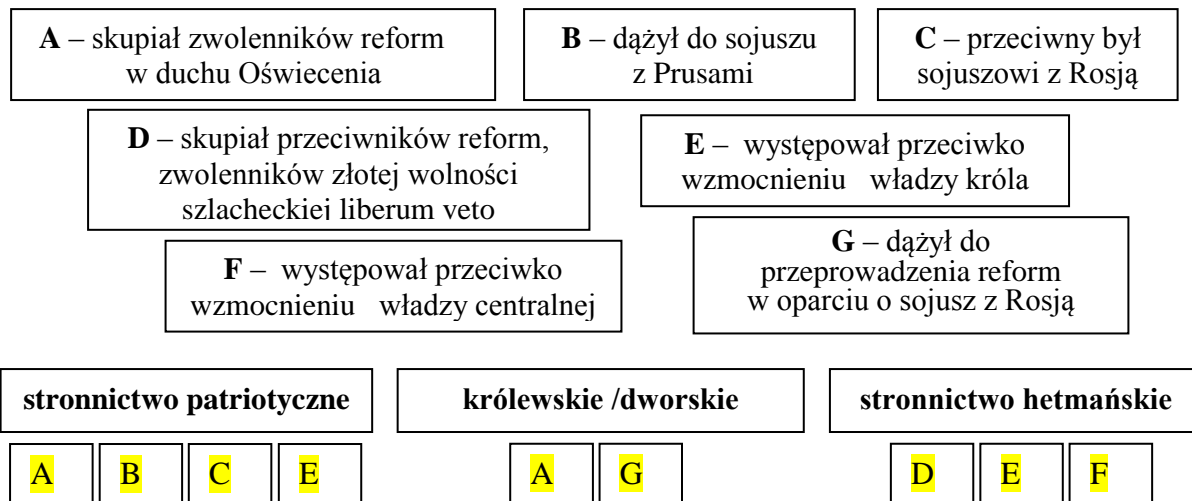 A – skupiał zwolenników reform
w duchu Oświecenia
B – dążył do sojuszu
z Prusami
C – przeciwny był
sojuszowi z Rosją
D – skupiał przeciwników reform,
zwolenników złotej wolności
szlacheckiej liberum veto
E – występował przeciwko
wzmocnieniu władzy króla
F – występował przeciwko
wzmocnieniu władzy centralnej
G – dążył do
przeprowadzenia reform
w oparciu o sojusz z Rosją
stronnictwo patriotyczne
królewskie /dworskie
stronnictwo hetmańskie
A B C E
A G
D E F